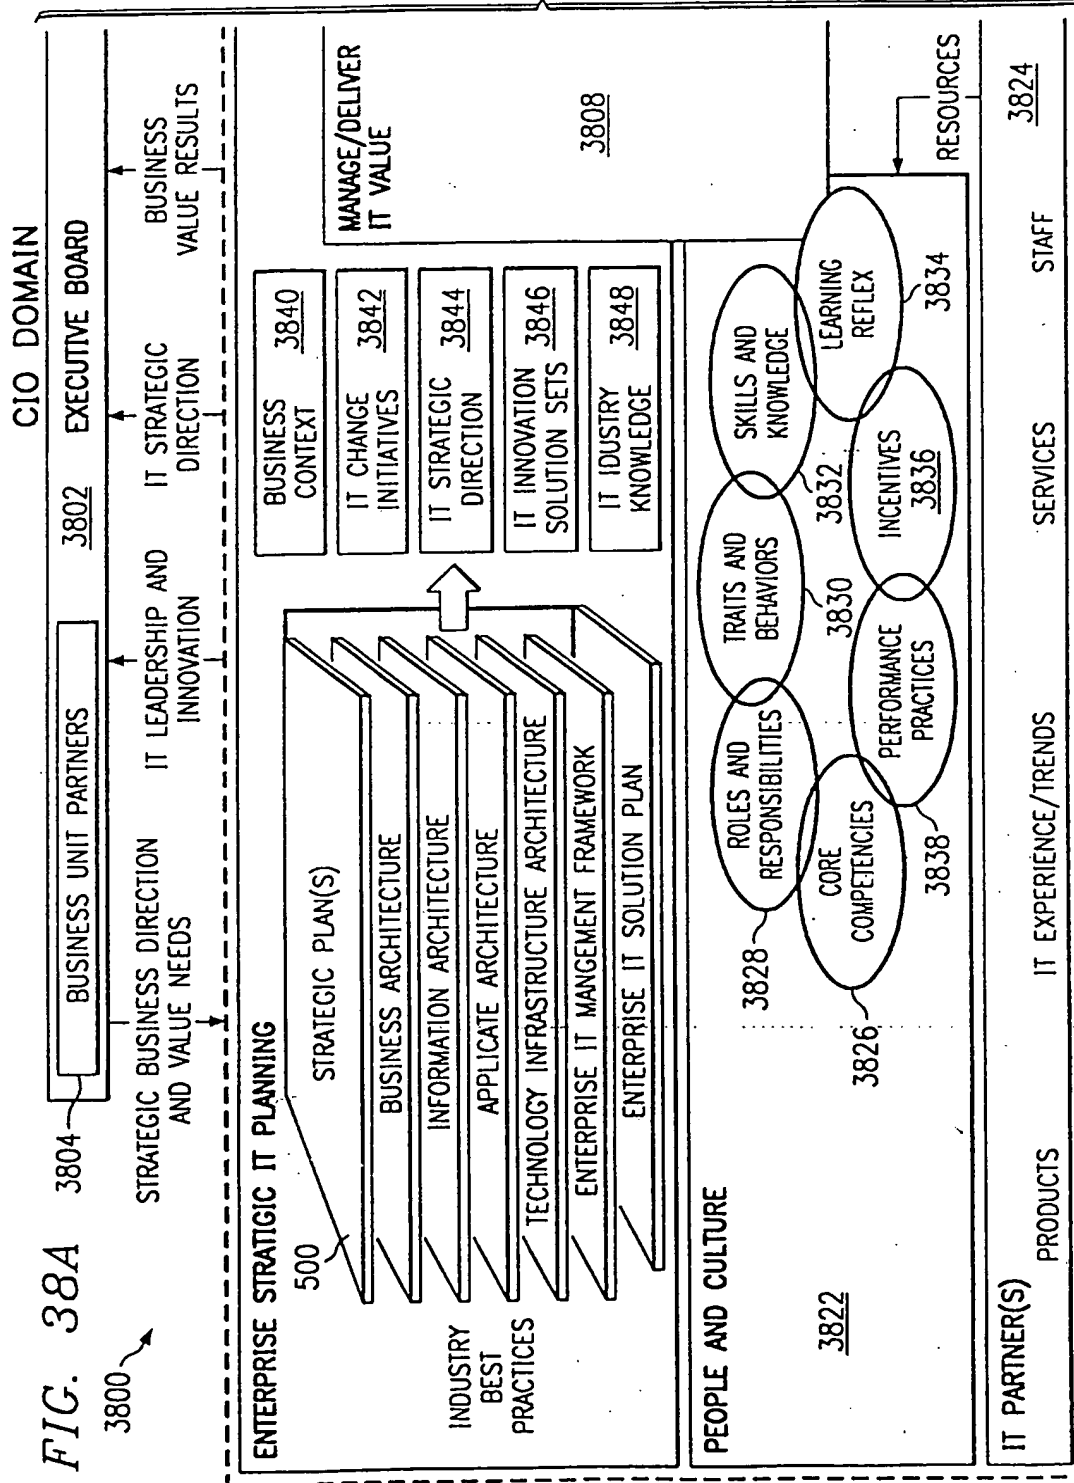 FIG. 38A
3800
CIO DOMAIN
3804
BUSINESS UNIT PARTNERS
3802
EXECUTIVE BOARD
STRATEGIC BUSINESS DIRECTION
AND VALUE NEEDS
IT LEADERSHIP AND
INNOVATION
IT STRATEGIC
DIRECTION
BUSINESS
VALUE RESULTS
ENTERPRISE STRATIGIC IT PLANNING
500
INDUSTRY
BEST
PRACTICES
STRATEGIC PLAN(S)
BUSINESS ARCHITECTURE
INFORMATION ARCHITECTURE
APPLICATE ARCHITECTURE
TECHNOLOGY INFRASTRUCTURE ARCHITECTURE
ENTERPRISE IT MANGEMENT FRAMEWORK
ENTERPRISE IT SOLUTION PLAN
BUSINESS
CONTEXT
3840
IT CHANGE
INITIATIVES
3842
IT STRATEGIC
DIRECTION
3844
IT INNOVATION
SOLUTION SETS
3846
IT IDUSTRY
KNOWLEDGE
3848
MANAGE/DELIVER
IT VALUE
3808
PEOPLE AND CULTURE
3822
3828
ROLES AND
RESPONSIBILITIES
TRAITS AND
BEHAVIORS
3830
SKILLS AND
KNOWLEDGE
3832
LEARNING
REFLEX
3834
3826
CORE
COMPETENCIES
3838
PERFORMANCE
PRACTICES
INCENTIVES
3836
RESOURCES
IT PARTNER(S)
PRODUCTS
IT EXPERIENCE/TRENDS
SERVICES
STAFF
3824